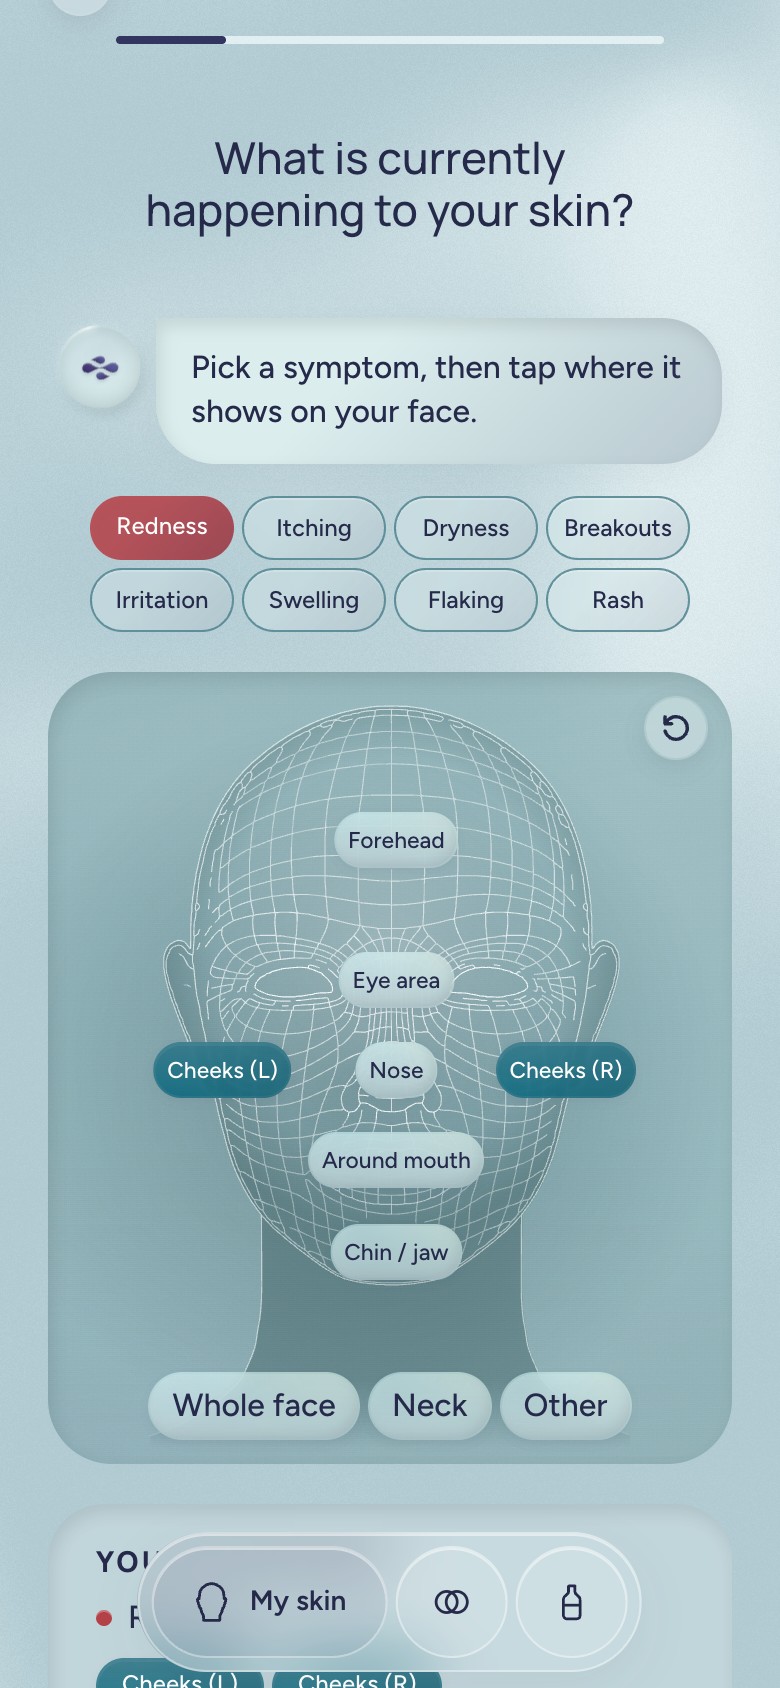 What is currently
happening to your skin?
Pick a symptom, then tap where it
shows on your face.
Redness Itching Dryness Breakouts
Irritation Swelling Flaking Rash
Forehead
Eye area
Cheeks (L) Nose Cheeks (R)
Around mouth
Chin / jaw
Whole face Neck Other
My skin
Cheeks (L) Cheeks (R)